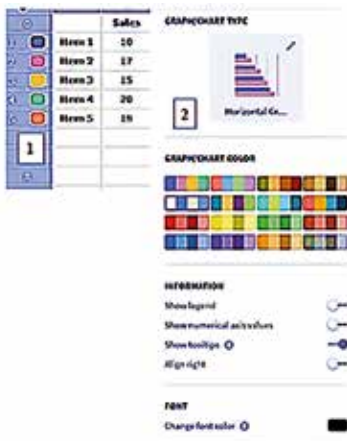 Sales
Item 1 10
Item 2 17
Item 3 15
Item 4 20
Item 5 19
1
GRAPH/CHART TYPE
2
Horizontal Gr...
GRAPH/CHART COLOR
INFORMATION
Show legend
Show numerical axis values
Show tooltips
Align right
FONT
Change font color